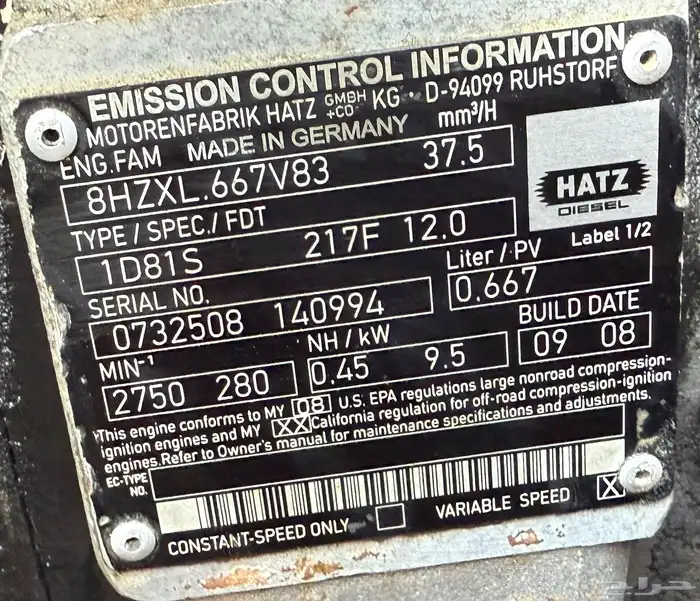 EMISSION CONTROL INFORMATION
MOTORENFABRIK HATZ GMBH +CO KG · D-94099 RUHSTORF
ENG.FAM MADE IN GERMANY mm³/H
8HZXL.667V83 37.5
HATZ
DIESEL
TYPE / SPEC./ FDT
Label 1/2
1D81S 217F 12.0
Liter / PV
0.667
SERIAL NO.
0732508 140994
BUILD DATE
09 08
MIN-¹ NH / kW
2750 280 0.45 9.5
This engine conforms to MY 08 U.S. EPA regulations large nonroad compression-
ignition engines and MY XX California regulation for off-road compression-ignition
engines.Refer to Owner's manual for maintenance specifications and adjustments.
EC-TYPE
NO.
CONSTANT-SPEED ONLY VARIABLE SPEED X
حراج